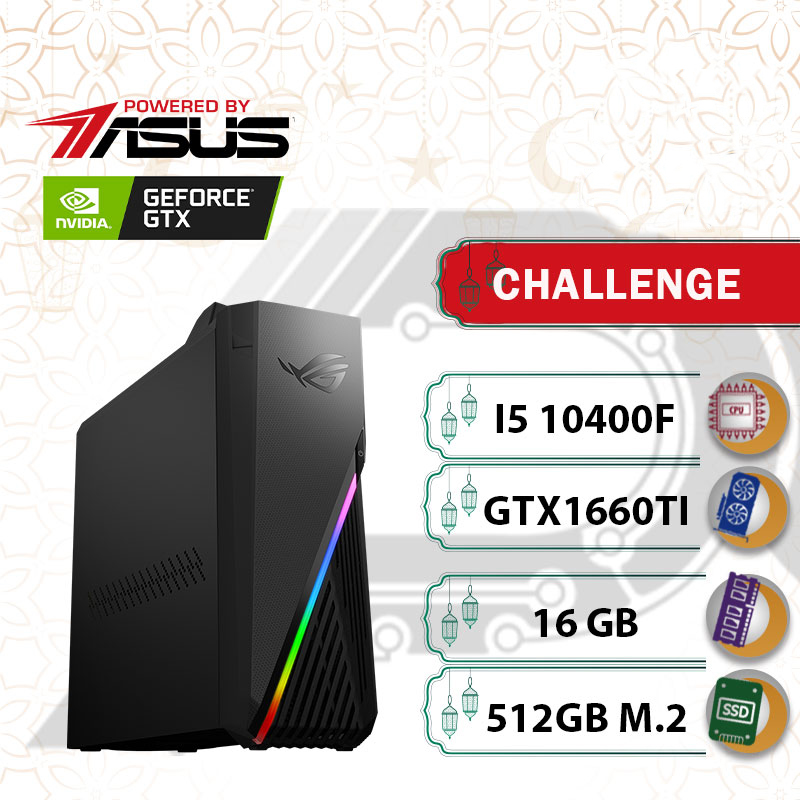 POWERED BY
ASUS
NVIDIA.
GEFORCE
GTX
CHALLENGE
I5 10400F
CPU
GTX1660TI
16 GB
512GB M.2
SSD